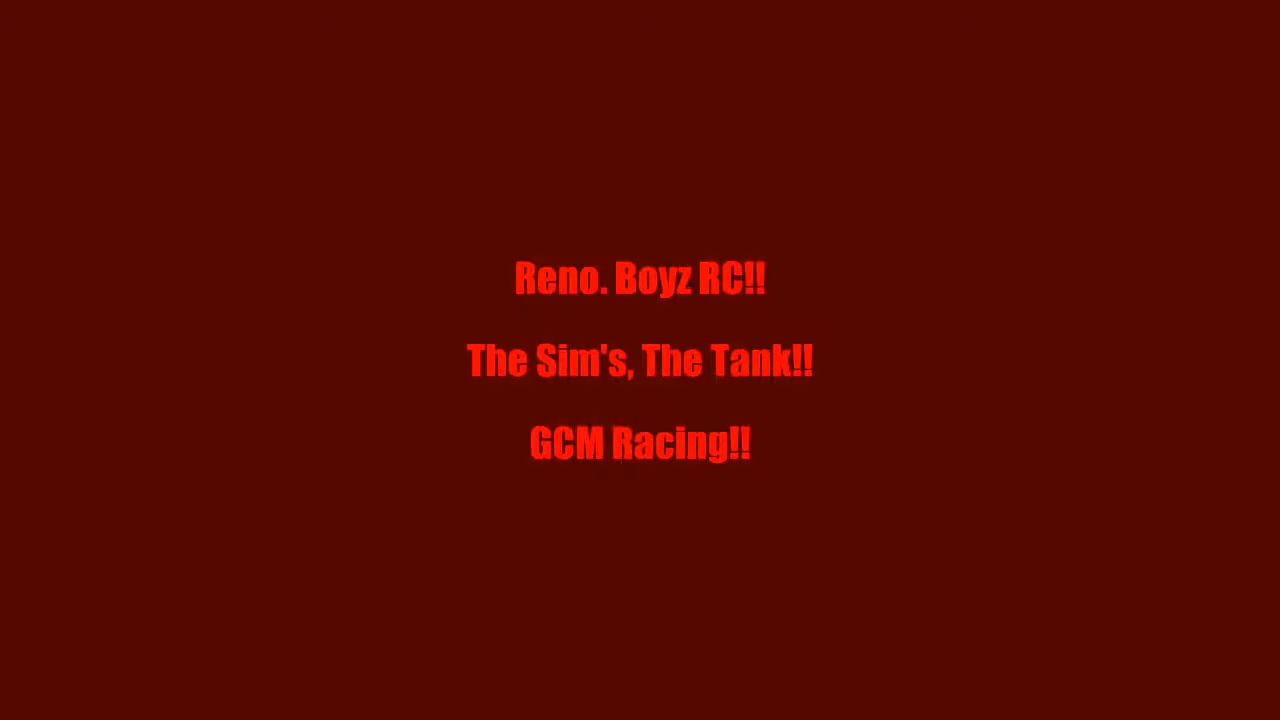 Reno. Boyz RC!!
The Sim's, The Tank!!
GCM Racing!!